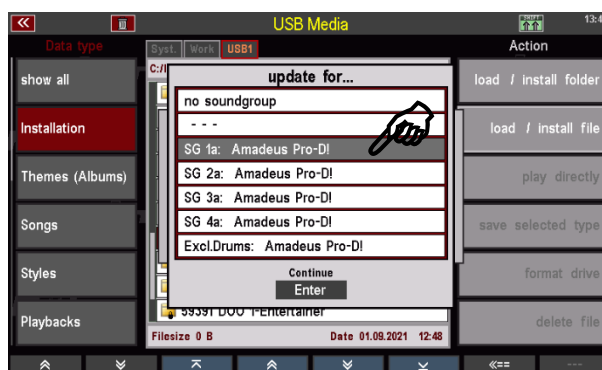 USB Media
SHIFT
13:4
Data type
Syst.
Work
USB1
Action
show all
C:/I
update for...
load / install folder
no soundgroup
- - -
Installation
load / install file
SG 1a: Amadeus Pro-D!
SG 2a: Amadeus Pro-D!
Themes (Albums)
play directly
SG 3a: Amadeus Pro-D!
SG 4a: Amadeus Pro-D!
Songs
save selected type
Excl.Drums: Amadeus Pro-D!
Styles
Continue
Enter
format drive
59391 DOO T-Entertainer
Playbacks
delete file
Filesize 0 B
Date 01.09.2021 12:48
«==
---